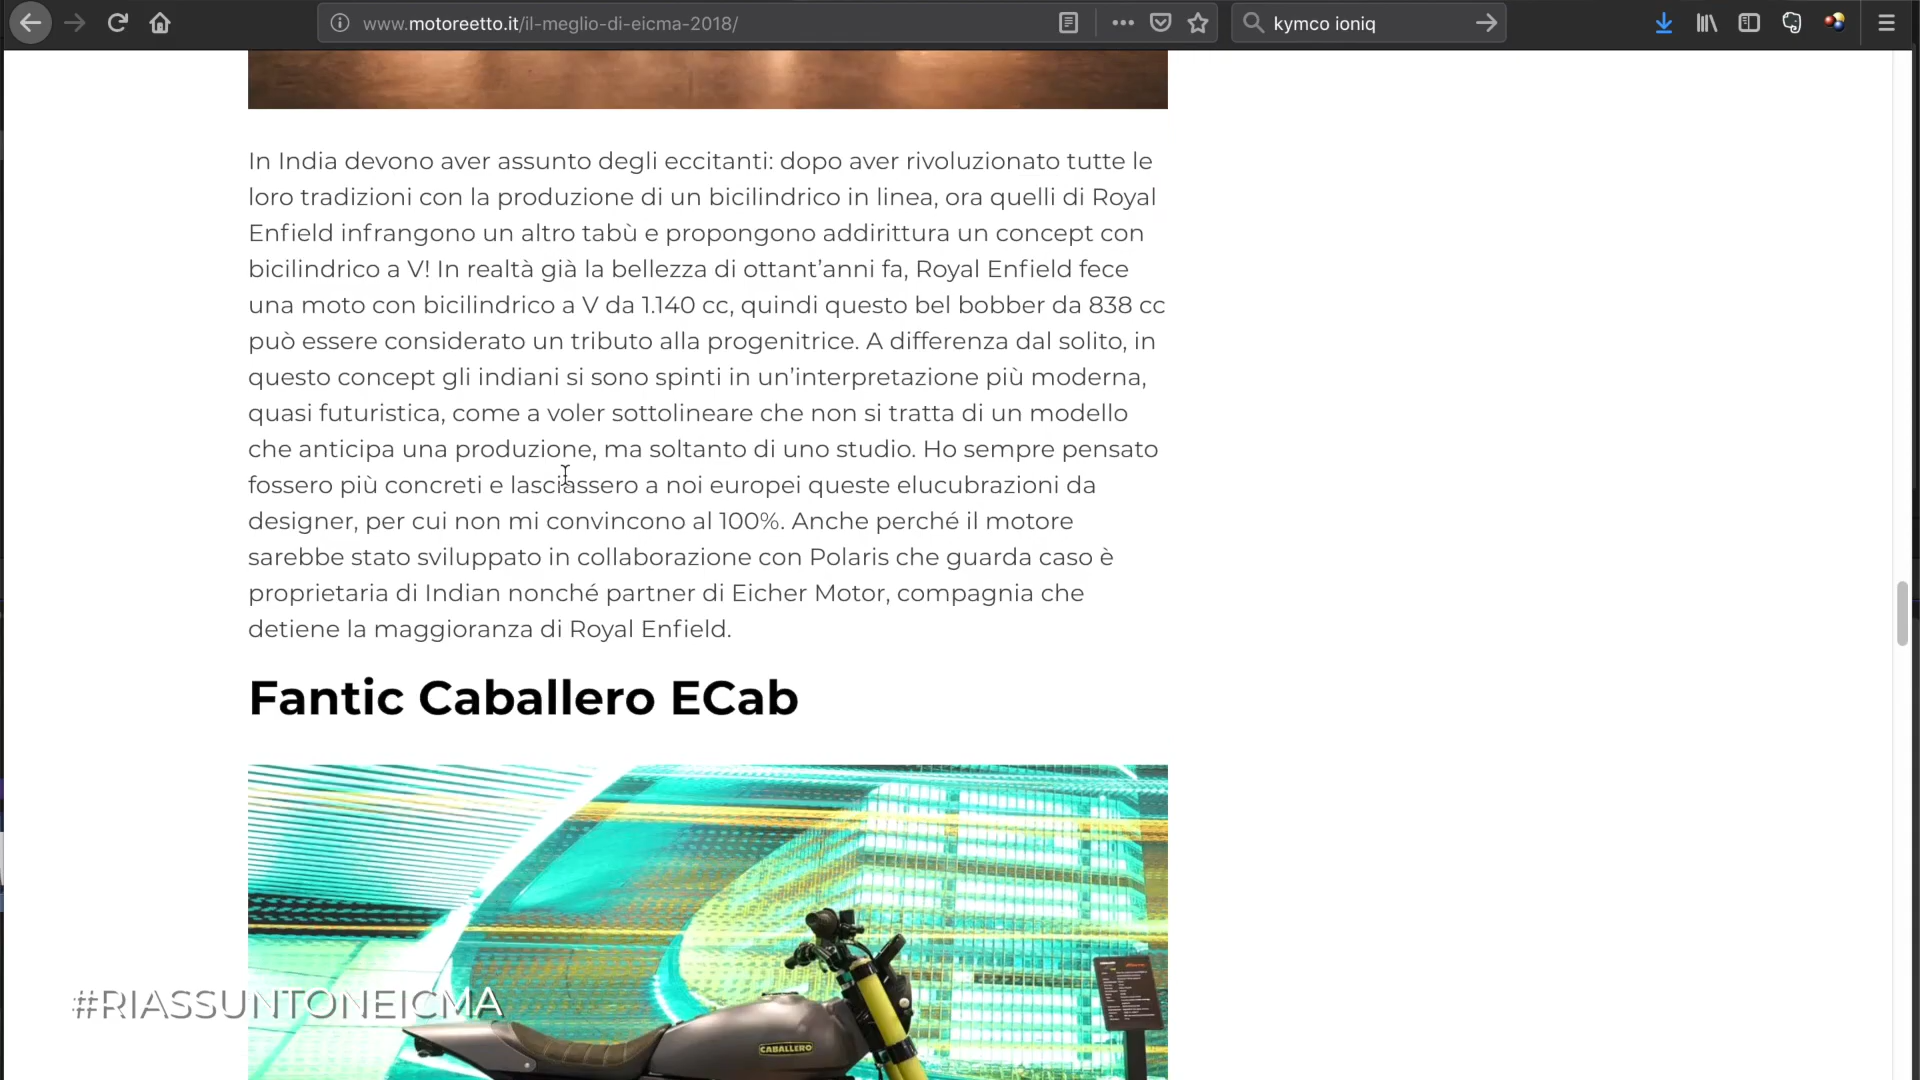 www.motoreetto.it/il-meglio-di-eicma-2018/
kymco ioniq
In India devono aver assunto degli eccitanti: dopo aver rivoluzionato tutte le
loro tradizioni con la produzione di un bicilindrico in linea, ora quelli di Royal
Enfield infrangono un altro tabù e propongono addirittura un concept con
bicilindrico a V! In realtà già la bellezza di ottant’anni fa, Royal Enfield fece
una moto con bicilindrico a V da 1.140 cc, quindi questo bel bobber da 838 cc
può essere considerato un tributo alla progenitrice. A differenza dal solito, in
questo concept gli indiani si sono spinti in un’interpretazione più moderna,
quasi futuristica, come a voler sottolineare che non si tratta di un modello
che anticipa una produzione, ma soltanto di uno studio. Ho sempre pensato
fossero più concreti e lasciassero a noi europei queste elucubrazioni da
designer, per cui non mi convincono al 100%. Anche perché il motore
sarebbe stato sviluppato in collaborazione con Polaris che guarda caso è
proprietaria di Indian nonché partner di Eicher Motor, compagnia che
detiene la maggioranza di Royal Enfield.
Fantic Caballero ECab
#RIASSUNTONEICMA
CABALLERO